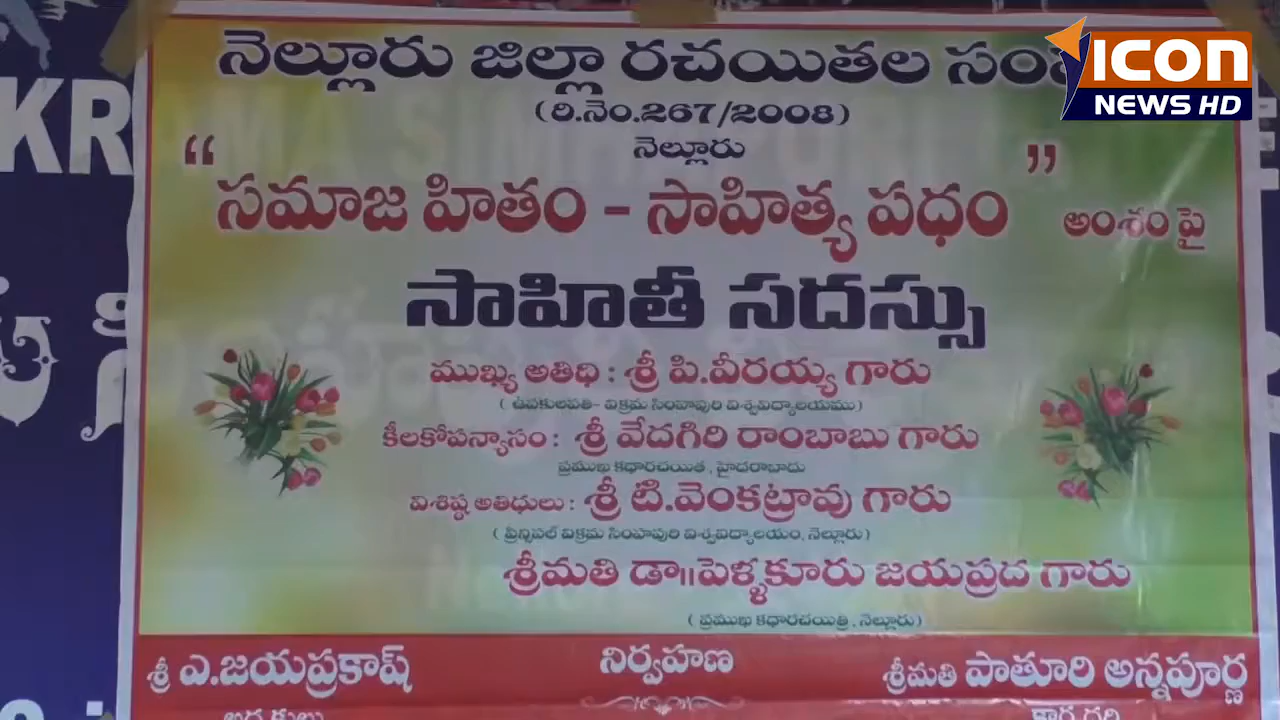 నెల్లూరు జిల్లా రచయితల
ICON
NEWS HD
(రి.నెం.267/2008)
నెల్లూరు
“సమాజ హితం - సాహిత్య పధం” అంశం పై
సాహితీ సదస్సు
ముఖ్య అతిధి : శ్రీ పి.వీరయ్య గారు
( ఉపకులపతి- విక్రమ సింహపురి విశ్వవిద్యాలయము)
కీలకోపన్యాసం : శ్రీ వేదగిరి రాంబాబు గారు
ప్రముఖ కథారచయిత , హైదరాబాదు
విశిష్ఠ అతిధులు : శ్రీ టి.వెంకట్రావు గారు
( ప్రిన్సిపల్ విక్రమ సింహపురి విశ్వవిద్యాలయం, నెల్లూరు)
శ్రీమతి డా||పెళ్ళకూరు జయప్రద గారు
( ప్రముఖ కథారచయిత్రి , నెల్లూరు)
శ్రీ ఎ.జయప్రకాష్ నిర్వహణ శ్రీమతి పాతూరి అన్నపూర్ణ